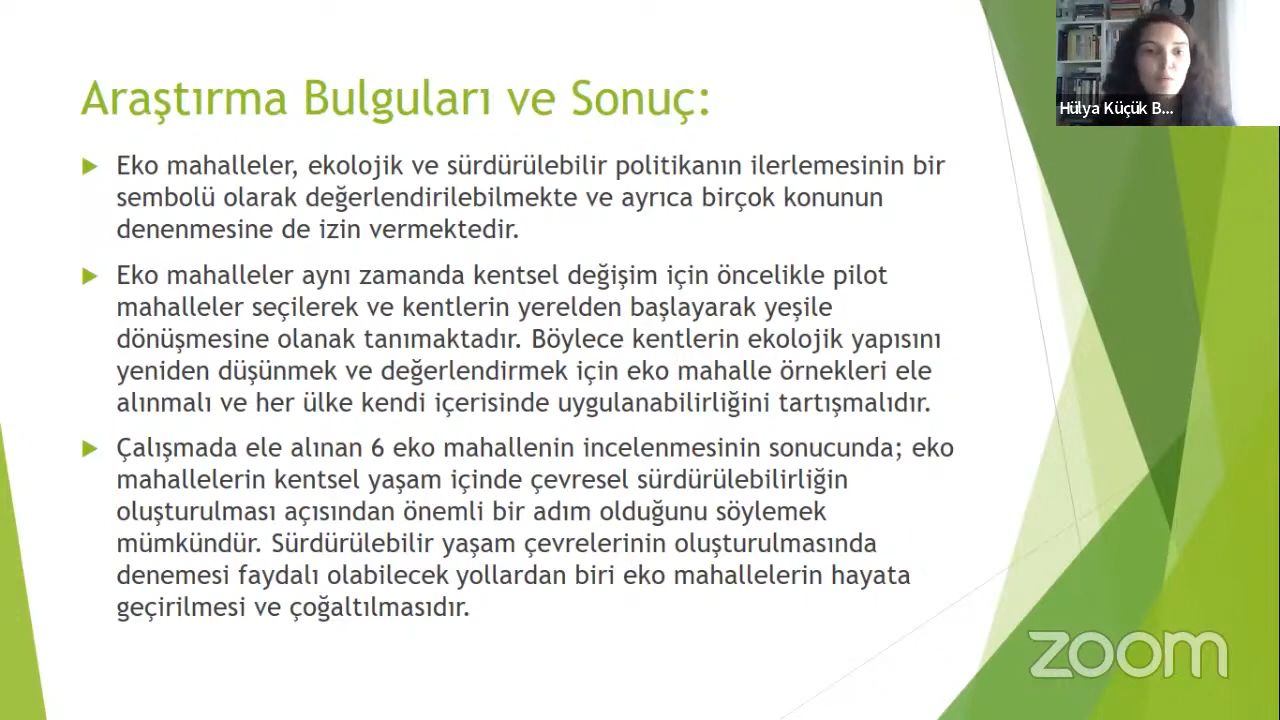 Araştırma Bulguları ve Sonuç:
Eko mahalleler, ekolojik ve sürdürülebilir politikanın ilerlemesinin bir
sembolü olarak değerlendirilebilmekte ve ayrıca birçok konunun
denenmesine de izin vermektedir.
Eko mahalleler aynı zamanda kentsel değişim için öncelikle pilot
mahalleler seçilerek ve kentlerin yerelden başlayarak yeşile
dönüşmesine olanak tanımaktadır. Böylece kentlerin ekolojik yapısını
yeniden düşünmek ve değerlendirmek için eko mahalle örnekleri ele
alınmalı ve her ülke kendi içerisinde uygulanabilirliğini tartışmalıdır.
Çalışmada ele alınan 6 eko mahallenin incelenmesinin sonucunda; eko
mahallelerin kentsel yaşam içinde çevresel sürdürülebilirliğin
oluşturulması açısından önemli bir adım olduğunu söylemek
mümkündür. Sürdürülebilir yaşam çevrelerinin oluşturulmasında
denemesi faydalı olabilecek yollardan biri eko mahallelerin hayata
geçirilmesi ve çoğaltılmasıdır.
Hülya Küçük B...
zoom